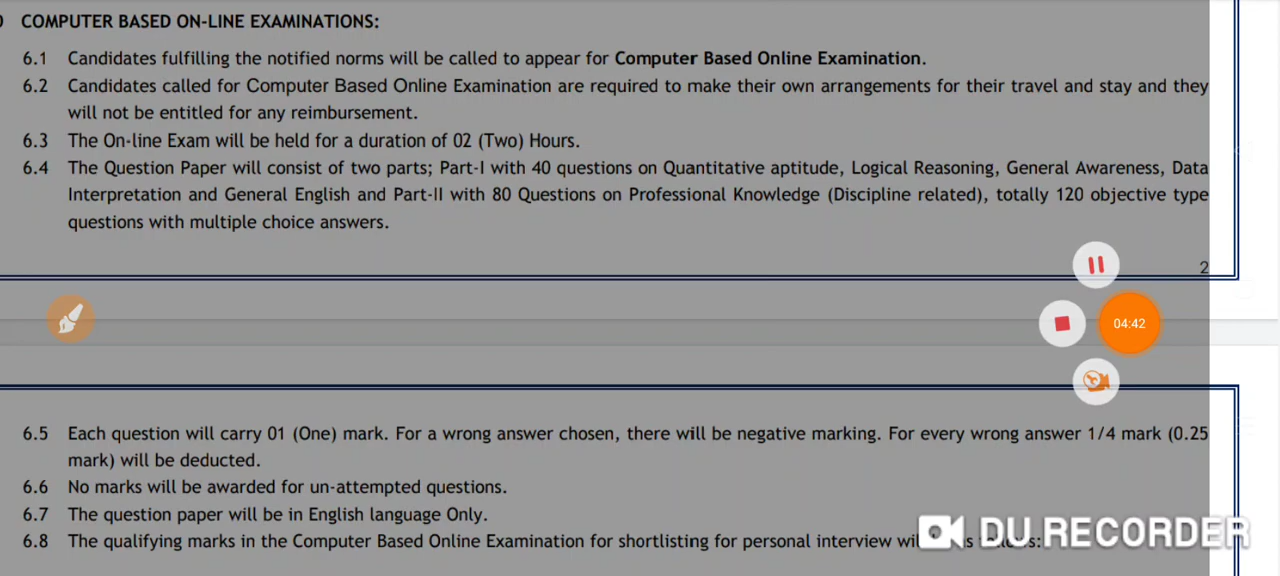 COMPUTER BASED ON-LINE EXAMINATIONS:
6.1 Candidates fulfilling the notified norms will be called to appear for Computer Based Online Examination.
6.2 Candidates called for Computer Based Online Examination are required to make their own arrangements for their travel and stay and they
will not be entitled for any reimbursement.
6.3 The On-line Exam will be held for a duration of 02 (Two) Hours.
6.4 The Question Paper will consist of two parts; Part-I with 40 questions on Quantitative aptitude, Logical Reasoning, General Awareness, Data
Interpretation and General English and Part-II with 80 Questions on Professional Knowledge (Discipline related), totally 120 objective type
questions with multiple choice answers.
2
04:42
6.5 Each question will carry 01 (One) mark. For a wrong answer chosen, there will be negative marking. For every wrong answer 1/4 mark (0.25
mark) will be deducted.
6.6 No marks will be awarded for un-attempted questions.
6.7 The question paper will be in English language Only.
6.8 The qualifying marks in the Computer Based Online Examination for shortlisting for personal interview
DU RECORDER